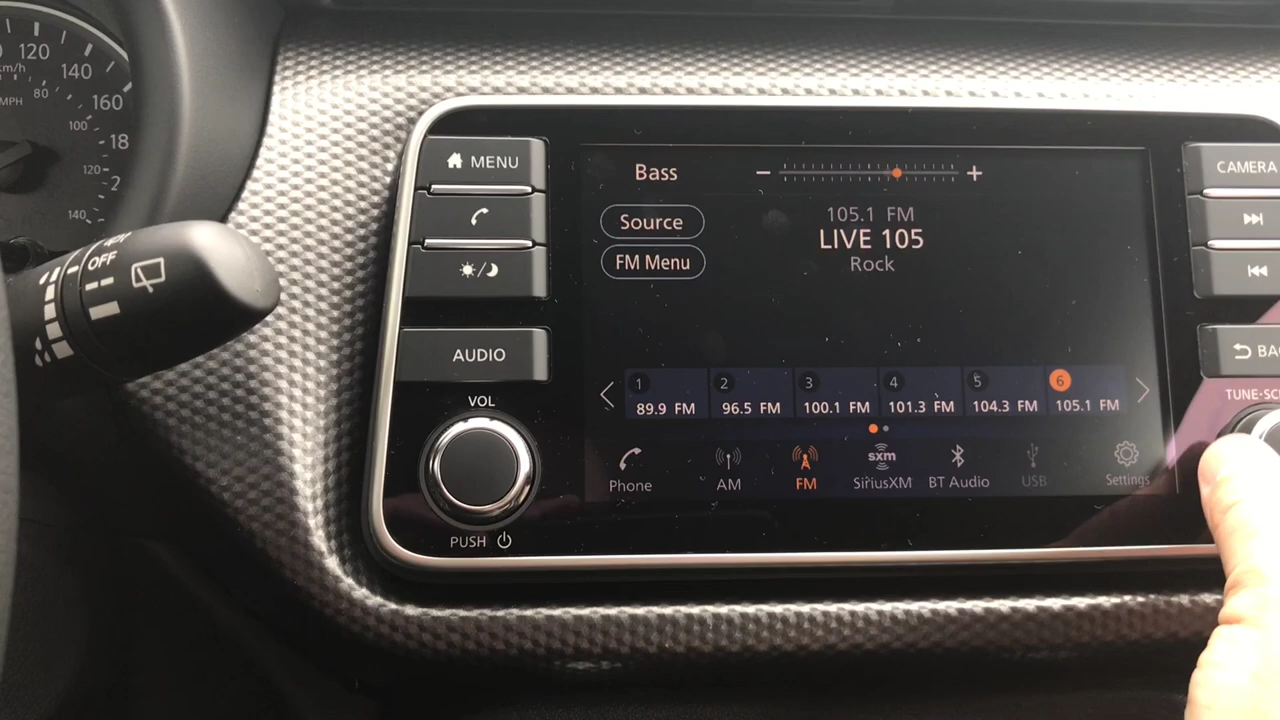 120
km/h
140
80
MPH
160
100
18
120
2
140
OFF
MENU
AUDIO
VOL
PUSH
Bass
− +
Source
105.1 FM
LIVE 105
FM Menu
Rock
1 2 3 4 5 6
89.9 FM 96.5 FM 100.1 FM 101.3 FM 104.3 FM 105.1 FM
sxm
Phone AM FM SiriusXM BT Audio USB Settings
CAMERA